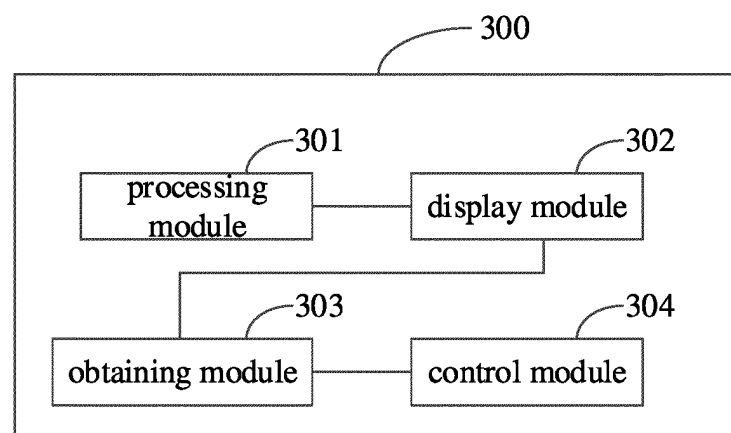 300
301
302
processing
module
display module
303
304
obtaining module
control module